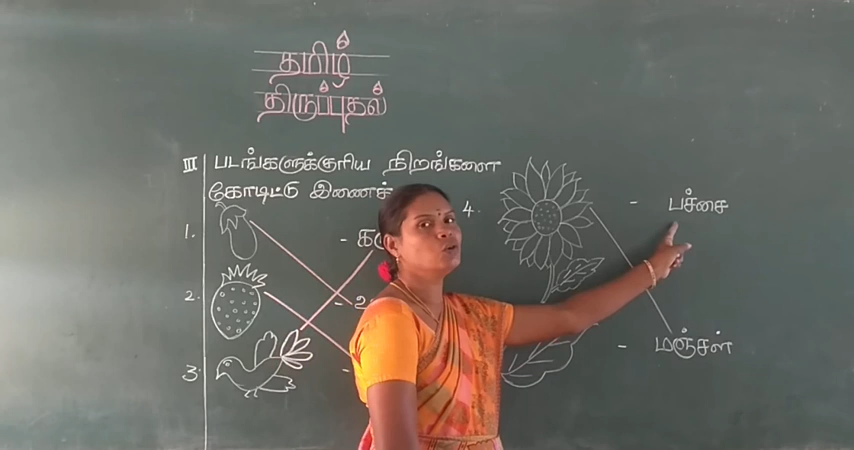 தமிழ்
திருப்புதல்
III படங்களுக்குரிய நிறங்களை
கோடிட்டு இணைக்
1.
4. - பச்சை
2. -
3. -
- மஞ்சள்